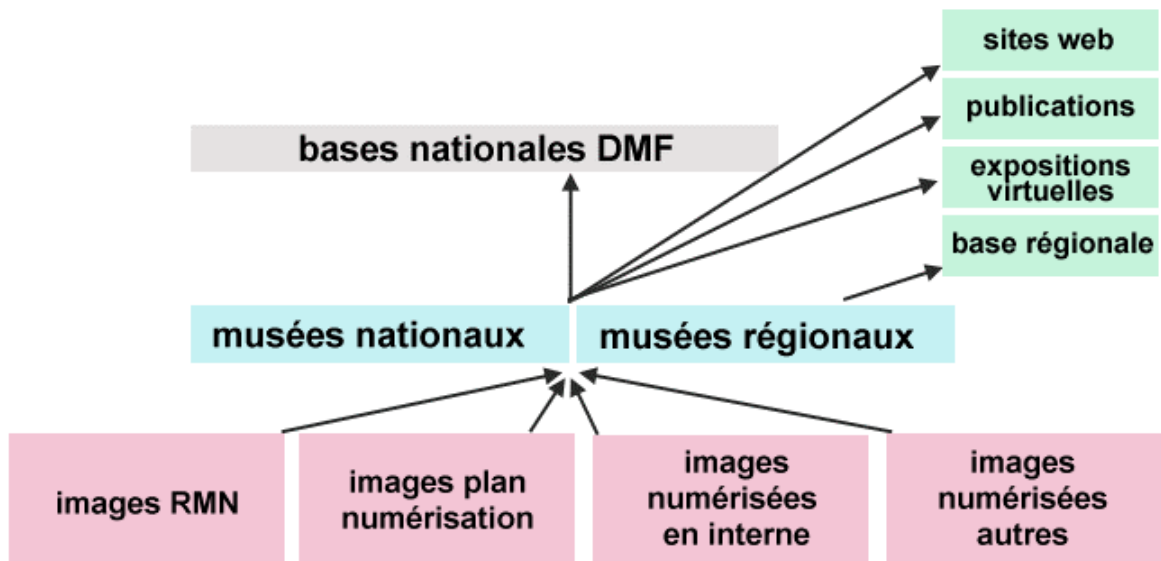 sites web
publications
bases nationales DMF
expositions
virtuelles
base régionale
musées nationaux
musées régionaux
images RMN
images plan
numérisation
images
numérisées
en interne
images
numérisées
autres